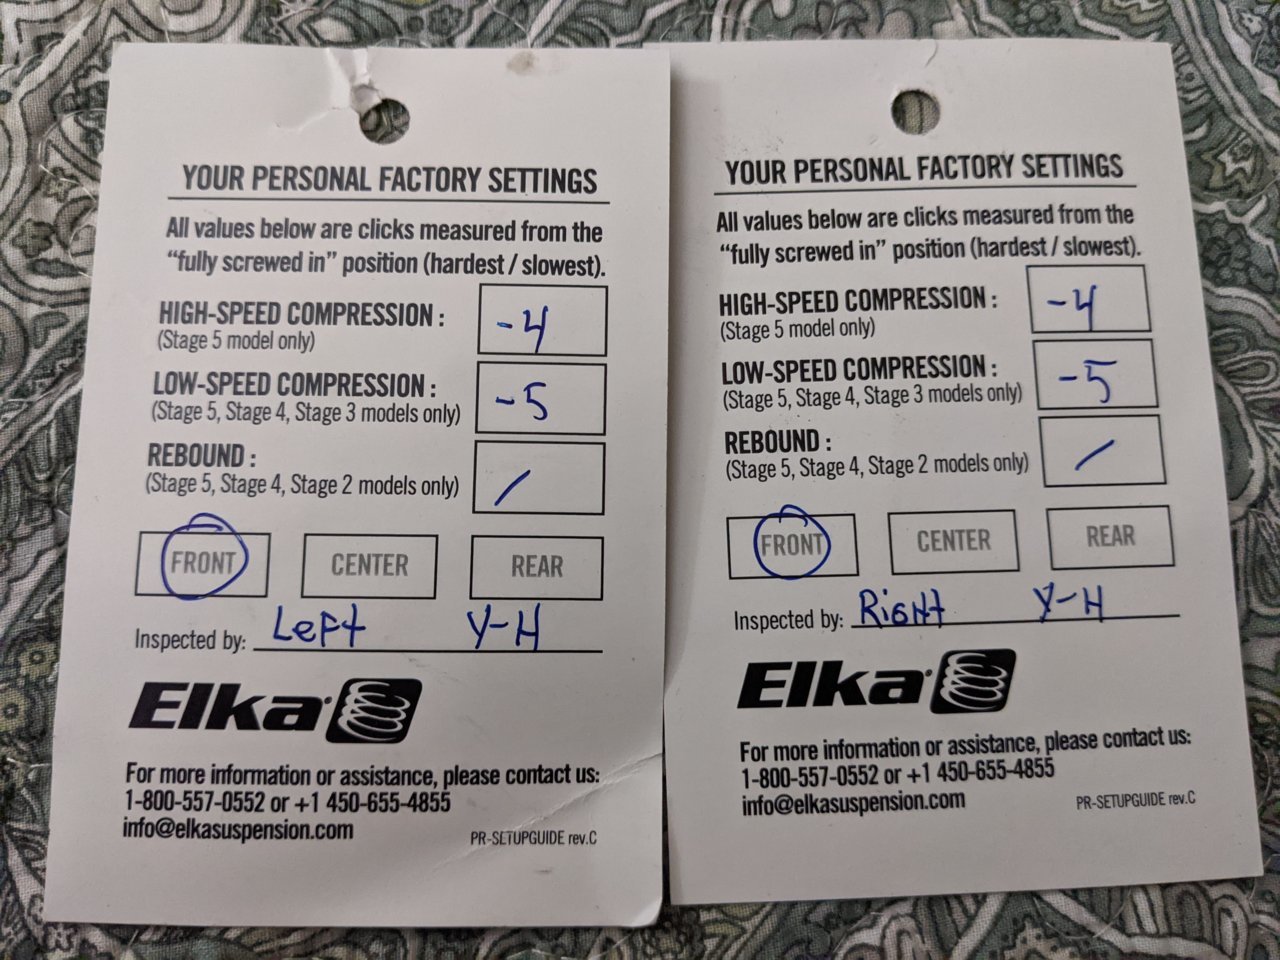 YOUR PERSONAL FACTORY SETTINGS
All values below are clicks measured from the
“fully screwed in” position (hardest / slowest).
HIGH-SPEED COMPRESSION : -4
(Stage 5 model only)
LOW-SPEED COMPRESSION : -5
(Stage 5, Stage 4, Stage 3 models only)
REBOUND : /
(Stage 5, Stage 4, Stage 2 models only)
FRONT CENTER REAR
Inspected by: Left Y-H
Elka
For more information or assistance, please contact us:
1-800-557-0552 or +1 450-655-4855
info@elkasuspension.com
PR-SETUPGUIDE rev.C
YOUR PERSONAL FACTORY SETTINGS
All values below are clicks measured from the
“fully screwed in” position (hardest / slowest).
HIGH-SPEED COMPRESSION : -4
(Stage 5 model only)
LOW-SPEED COMPRESSION : -5
(Stage 5, Stage 4, Stage 3 models only)
REBOUND : /
(Stage 5, Stage 4, Stage 2 models only)
FRONT CENTER REAR
Inspected by: Right Y-H
Elka
For more information or assistance, please contact us:
1-800-557-0552 or +1 450-655-4855
info@elkasuspension.com
PR-SETUPGUIDE rev.C